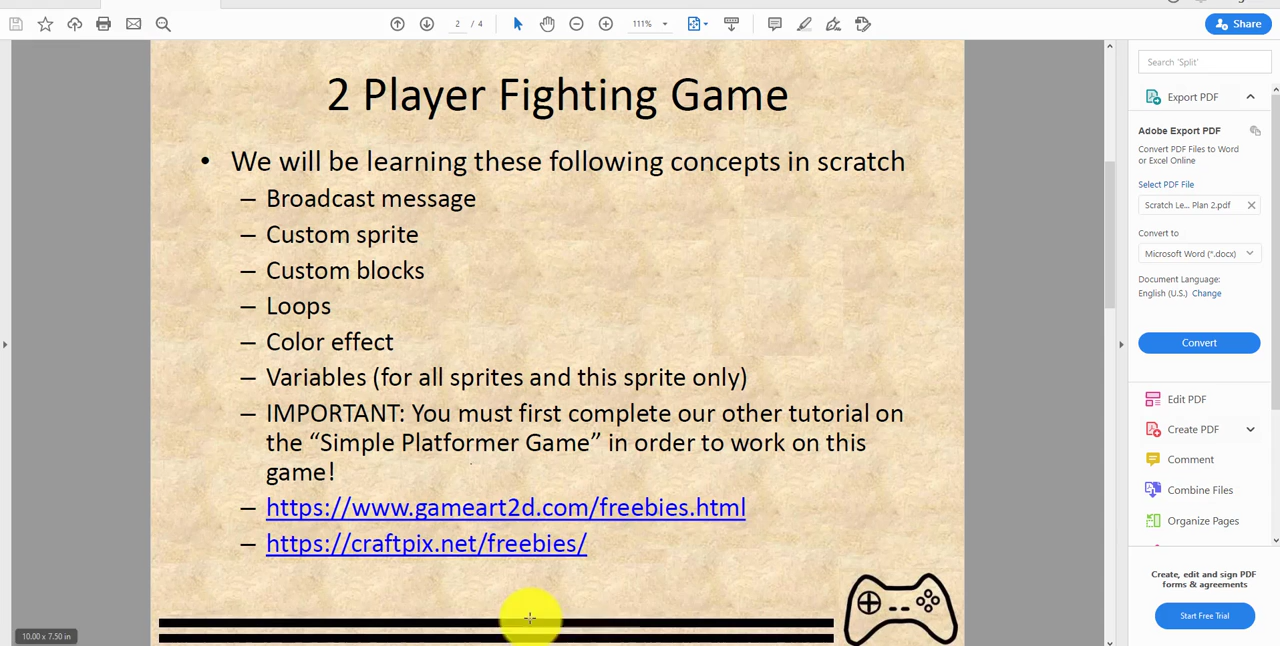 2 / 4
111%
Share
2 Player Fighting Game
• We will be learning these following concepts in scratch
– Broadcast message
– Custom sprite
– Custom blocks
– Loops
– Color effect
– Variables (for all sprites and this sprite only)
– IMPORTANT: You must first complete our other tutorial on
the “Simple Platformer Game” in order to work on this
game!
– https://www.gameart2d.com/freebies.html
– https://craftpix.net/freebies/
10.00 x 7.50 in
Search 'Split'
Export PDF
Adobe Export PDF
Convert PDF Files to Word
or Excel Online
Select PDF File
Scratch Le... Plan 2.pdf
Convert to
Microsoft Word (*.docx)
Document Language:
English (U.S.) Change
Convert
Edit PDF
Create PDF
Comment
Combine Files
Organize Pages
Create, edit and sign PDF
forms & agreements
Start Free Trial